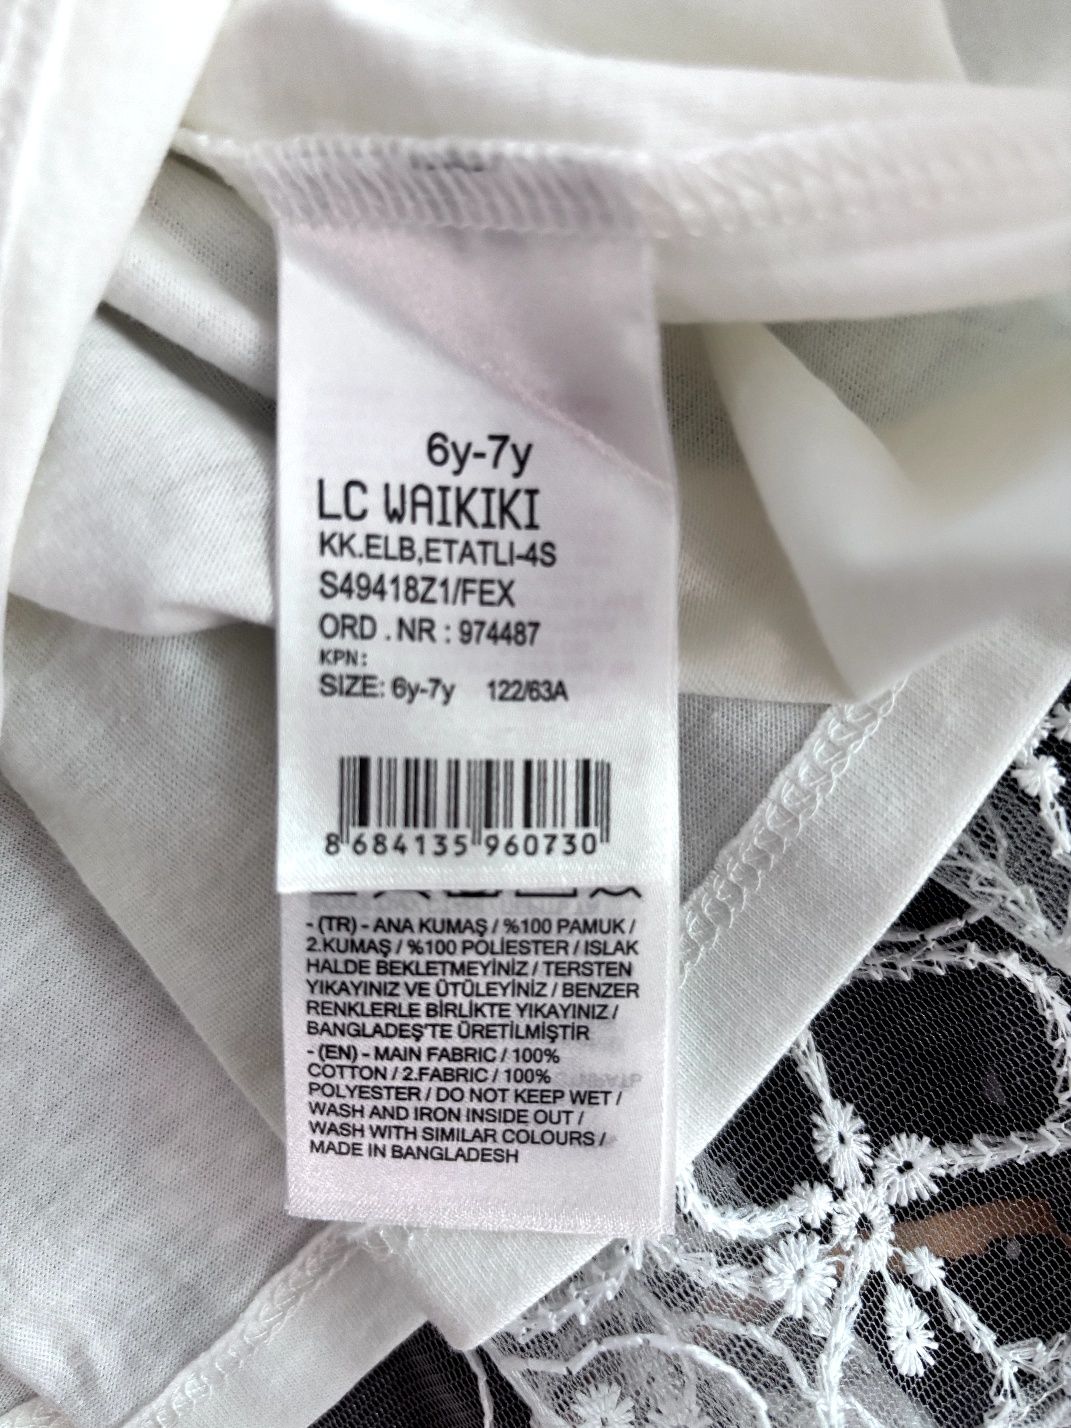 6y-7y
LC WAIKIKI
KK.ELB,ETATLI-4S
S49418Z1/FEX
ORD . NR : 974487
KPN:
SIZE: 6y-7y 122/63A
8 684135 960730
- (TR) - ANA KUMAŞ / %100 PAMUK /
2.KUMAŞ / %100 POLİESTER / ISLAK
HALDE BEKLETMEYİNİZ / TERSTEN
YIKAYINIZ VE ÜTÜLEYİNİZ / BENZER
RENKLERLE BİRLİKTE YIKAYINIZ /
BANGLADEŞ'TE ÜRETİLMİŞTİR
- (EN) - MAIN FABRIC / 100%
COTTON / 2.FABRIC / 100%
POLYESTER / DO NOT KEEP WET /
WASH AND IRON INSIDE OUT /
WASH WITH SIMILAR COLOURS /
MADE IN BANGLADESH